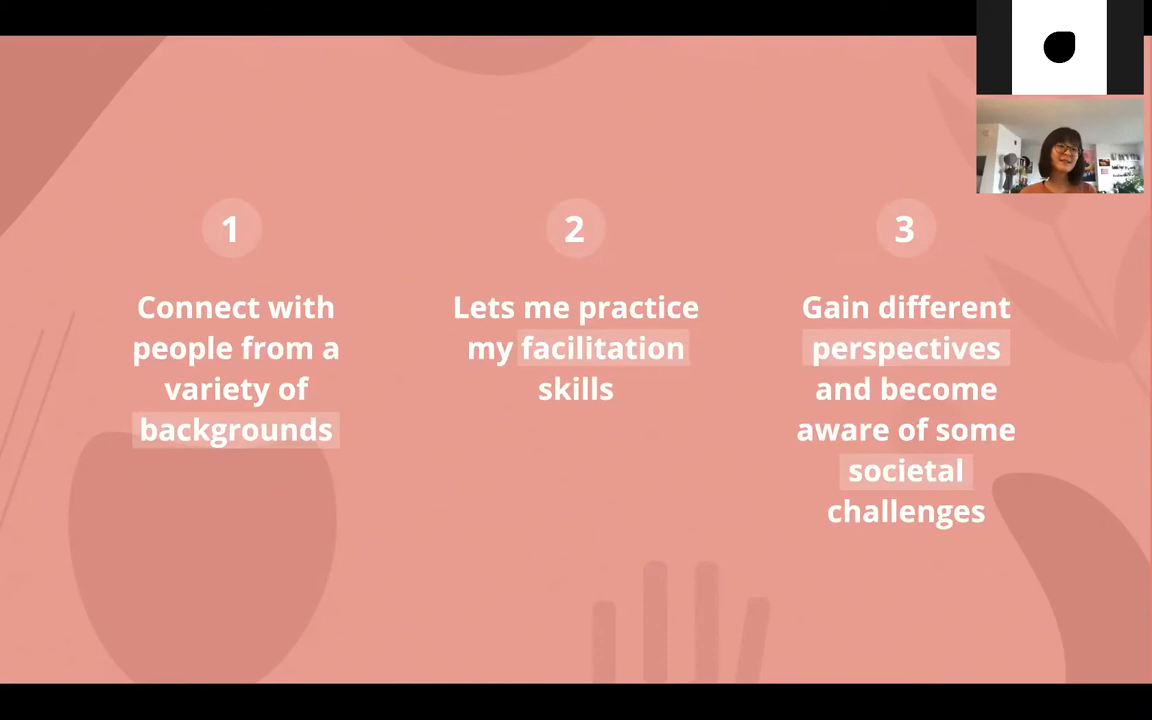 1
Connect with
people from a
variety of
backgrounds
2
Lets me practice
my facilitation
skills
3
Gain different
perspectives
and become
aware of some
societal
challenges